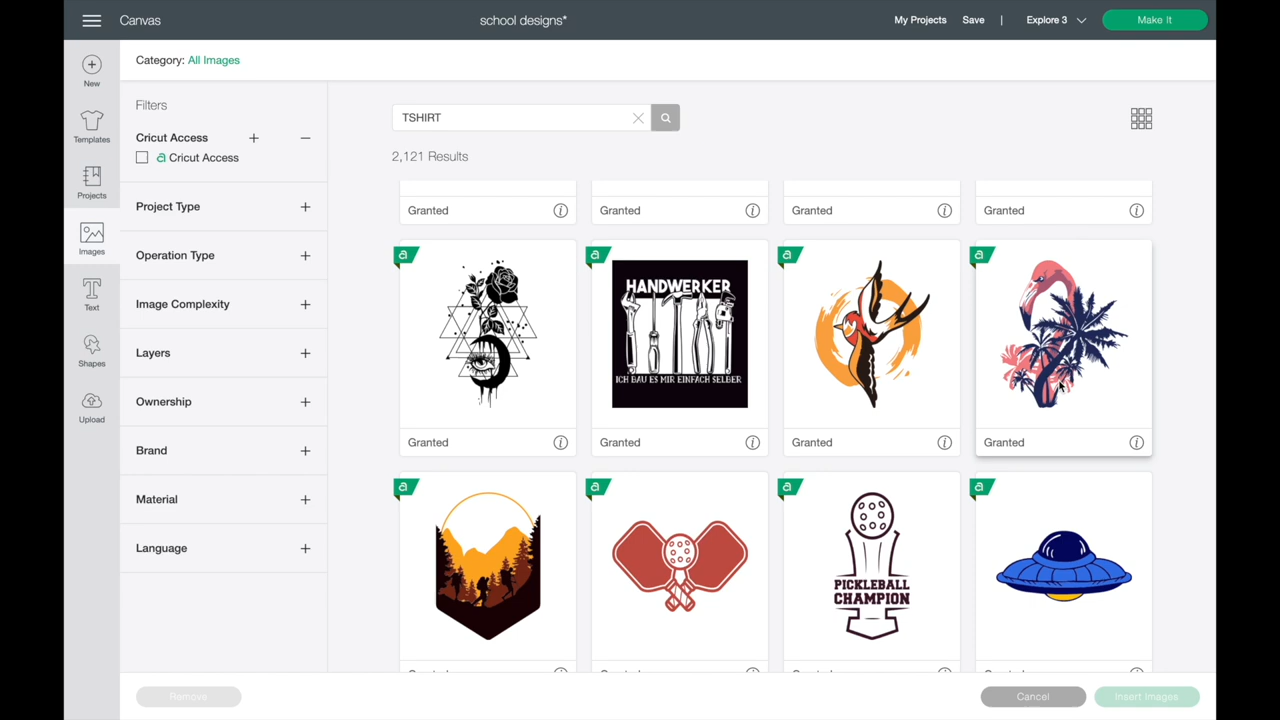 Canvas
school designs*
My Projects Save | Explore 3 Make It
Category: All Images
New
Templates
Projects
Images
Text
Shapes
Upload
Filters
Cricut Access
a Cricut Access
Project Type
Operation Type
Image Complexity
Layers
Ownership
Brand
Material
Language
TSHIRT
2,121 Results
Granted
Granted
Granted
Granted
a
a
HANDWERKER
ICH BAU ES MIR EINFACH SELBER
a
a
Granted
Granted
Granted
Granted
a
a
a
PICKLEBALL
CHAMPION
a
Remove
Cancel
Insert Images